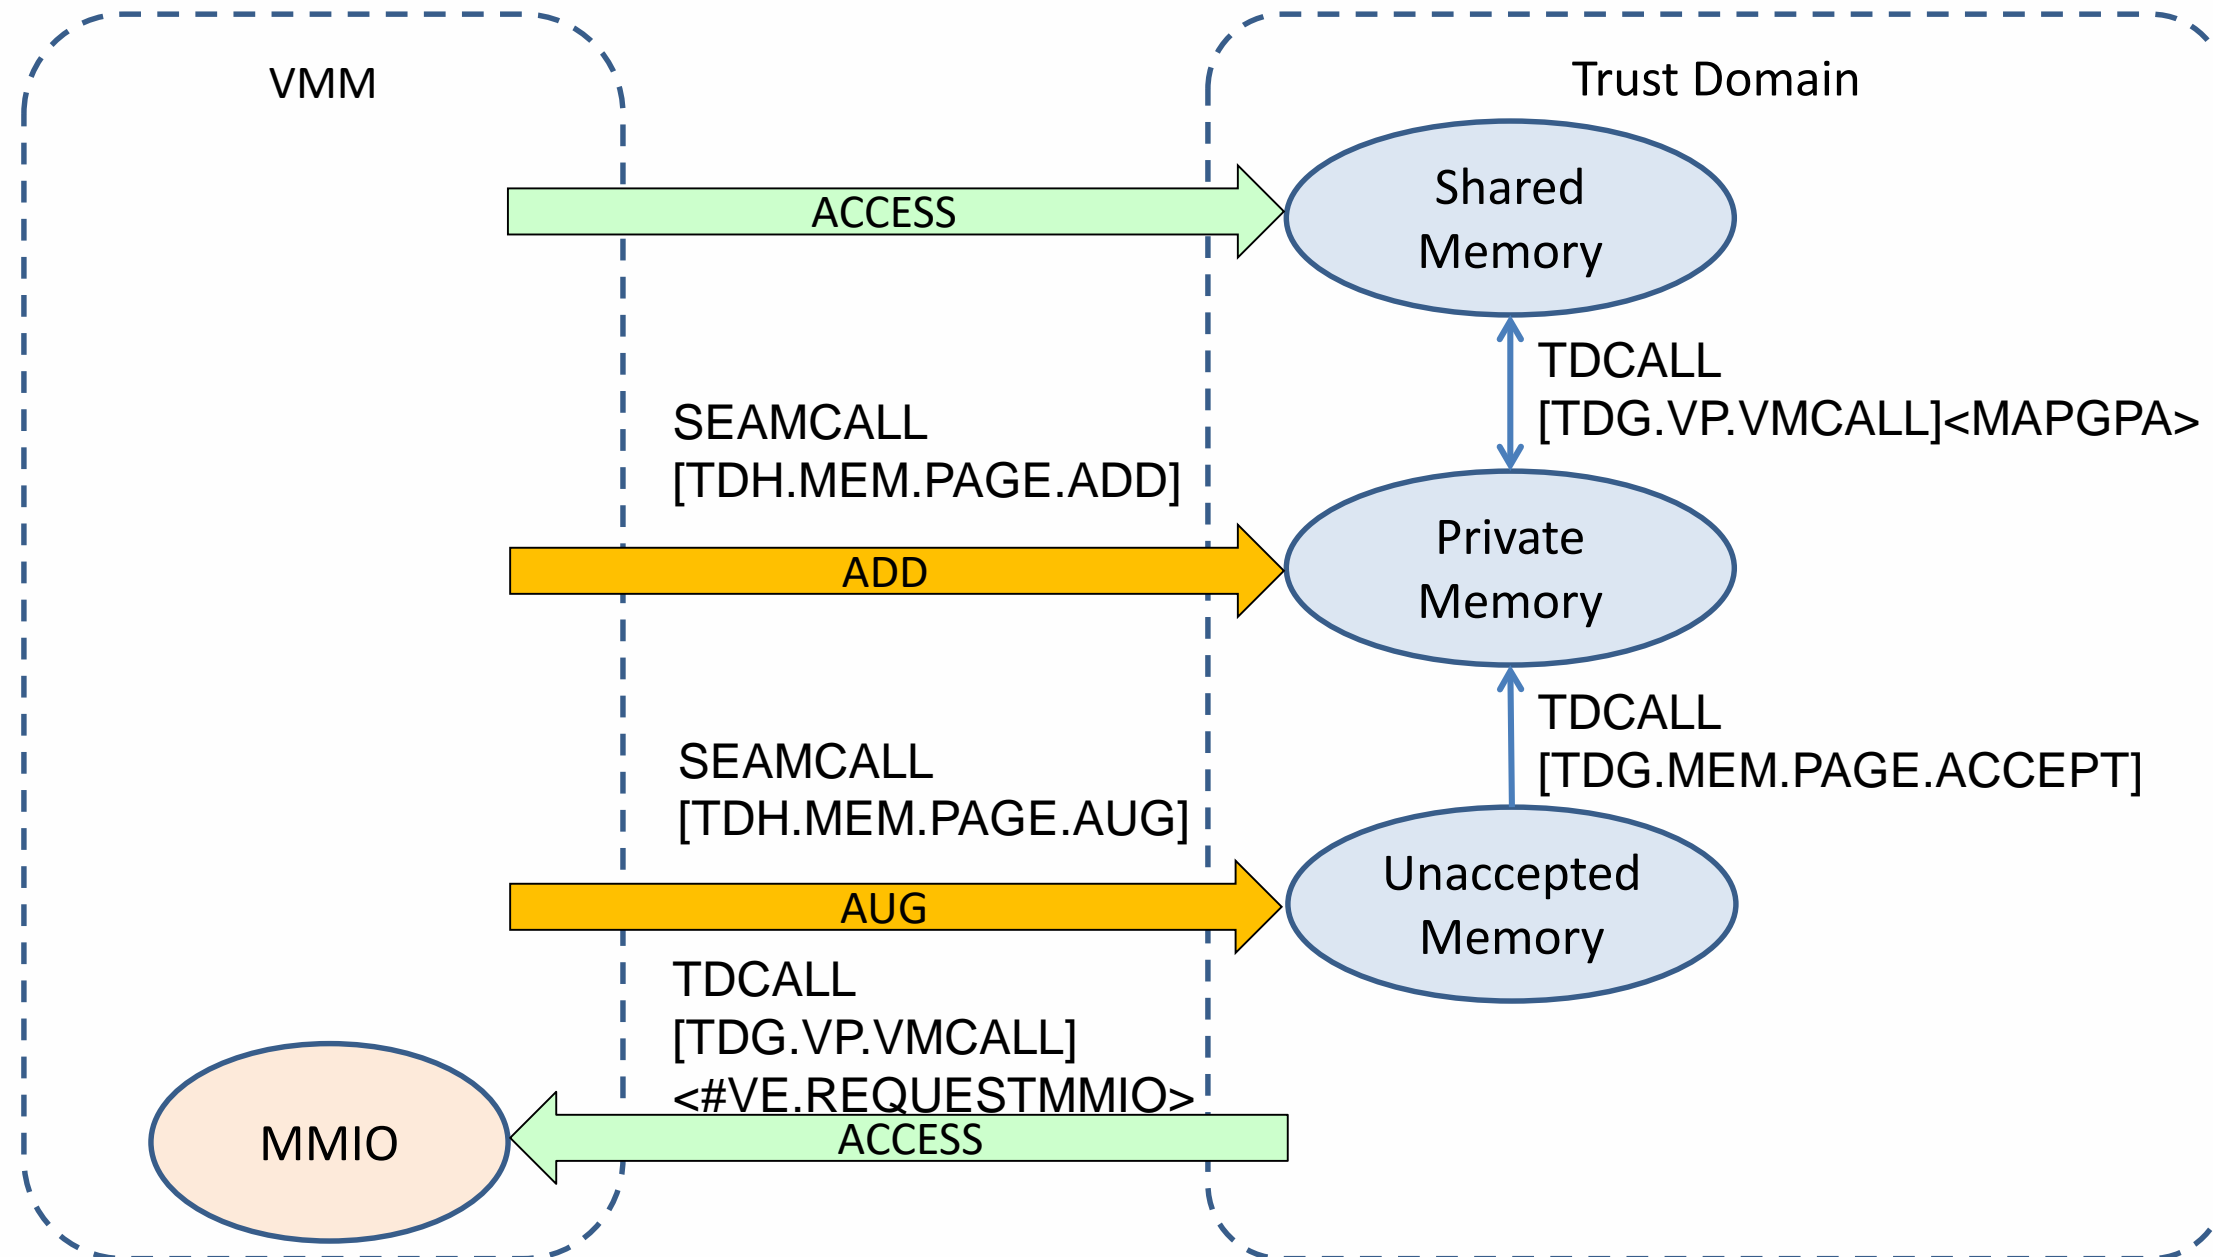 VMM
Trust Domain
ACCESS
Shared
Memory
TDCALL
[TDG.VP.VMCALL]<MAPGPA>
SEAMCALL
[TDH.MEM.PAGE.ADD]
ADD
Private
Memory
TDCALL
[TDG.MEM.PAGE.ACCEPT]
SEAMCALL
[TDH.MEM.PAGE.AUG]
AUG
Unaccepted
Memory
TDCALL
[TDG.VP.VMCALL]
<#VE.REQUESTMMIO>
ACCESS
MMIO